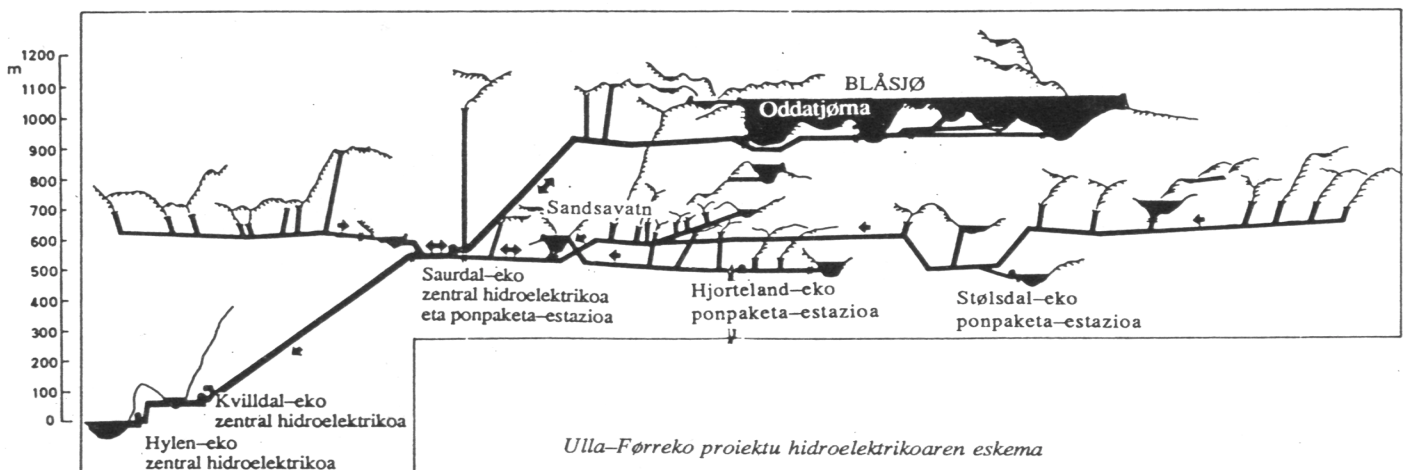 1200
m
1100
1000
900
800
700
600
500
400
300
200
100
0
BLÅSJØ
Oddatjørna
Sandsavatn
Saurdal–eko
zentral hidroelektrikoa
eta ponpaketa–estazioa
Hjorteland–eko
ponpaketa–estazioa
Stølsdal–eko
ponpaketa–estazioa
Kvilldal–eko
zentral hidroelektrikoa
Hylen–eko
zentral hidroelektrikoa
Ulla–Førreko proiektu hidroelektrikoaren eskema